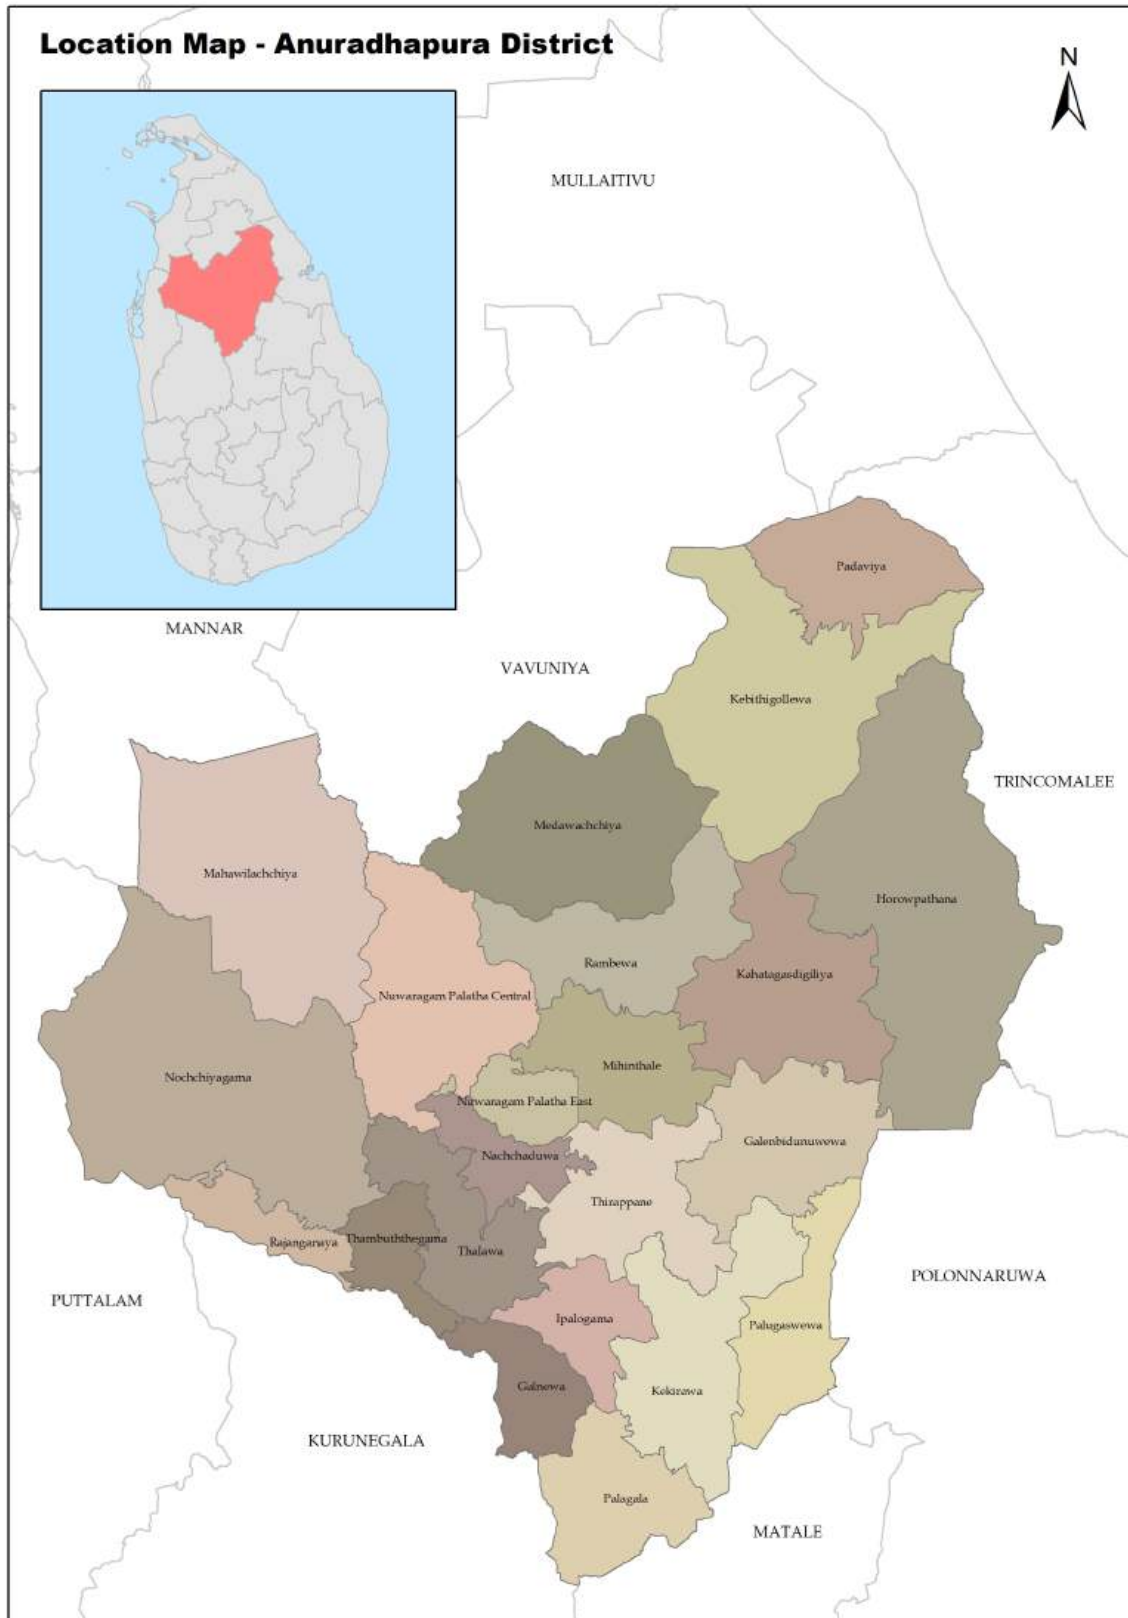 Location Map - Anuradhapura District
N
MULLAITIVU
Padaviya
MANNAR
VAVUNIYA
Kebithigollewa
TRINCOMALEE
Medawachchiya
Mahawilachchiya
Horowpathana
Rambewa
Kahatagasdigiliya
Nuwaragam Palatha Central
Mihinthale
Nochchiyagama
Nuwaragam Palatha East
Galenbidunuwewa
Nachchaduwa
Thirappane
Rajanganaya
Thambuththegama
Thalawa
POLONNARUWA
PUTTALAM
Ipalogama
Palugaswewa
Galnewa
Kekirawa
KURUNEGALA
Palagala
MATALE